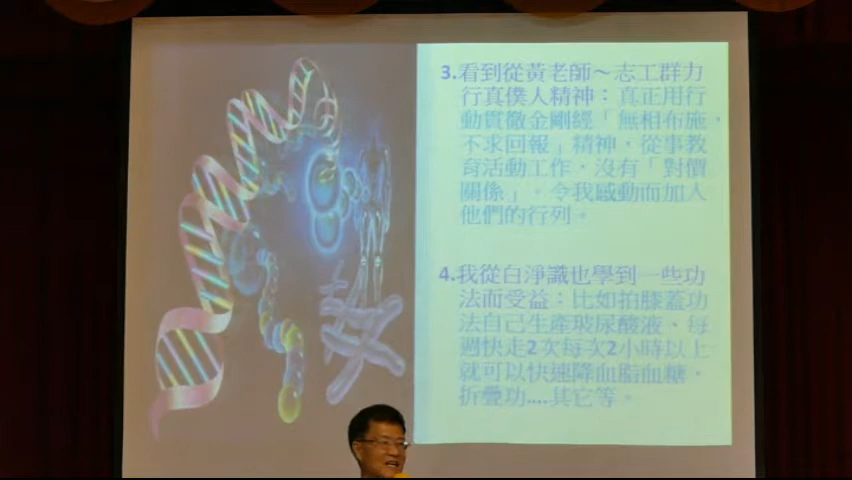 3.看到從黃老師～志工群力
行真僕人精神：真正用行
動貫徹金剛經「無相布施、
不求回報」精神，從事教
育活動工作，沒有「對價
關係」。令我感動而加入
他們的行列。
4.我從白淨識也學到一些功
法而受益：比如拍膝蓋功
法自己生產玻尿酸液、每
週快走2次每次2小時以上
就可以快速降血脂血糖，
折疊功....其它等。